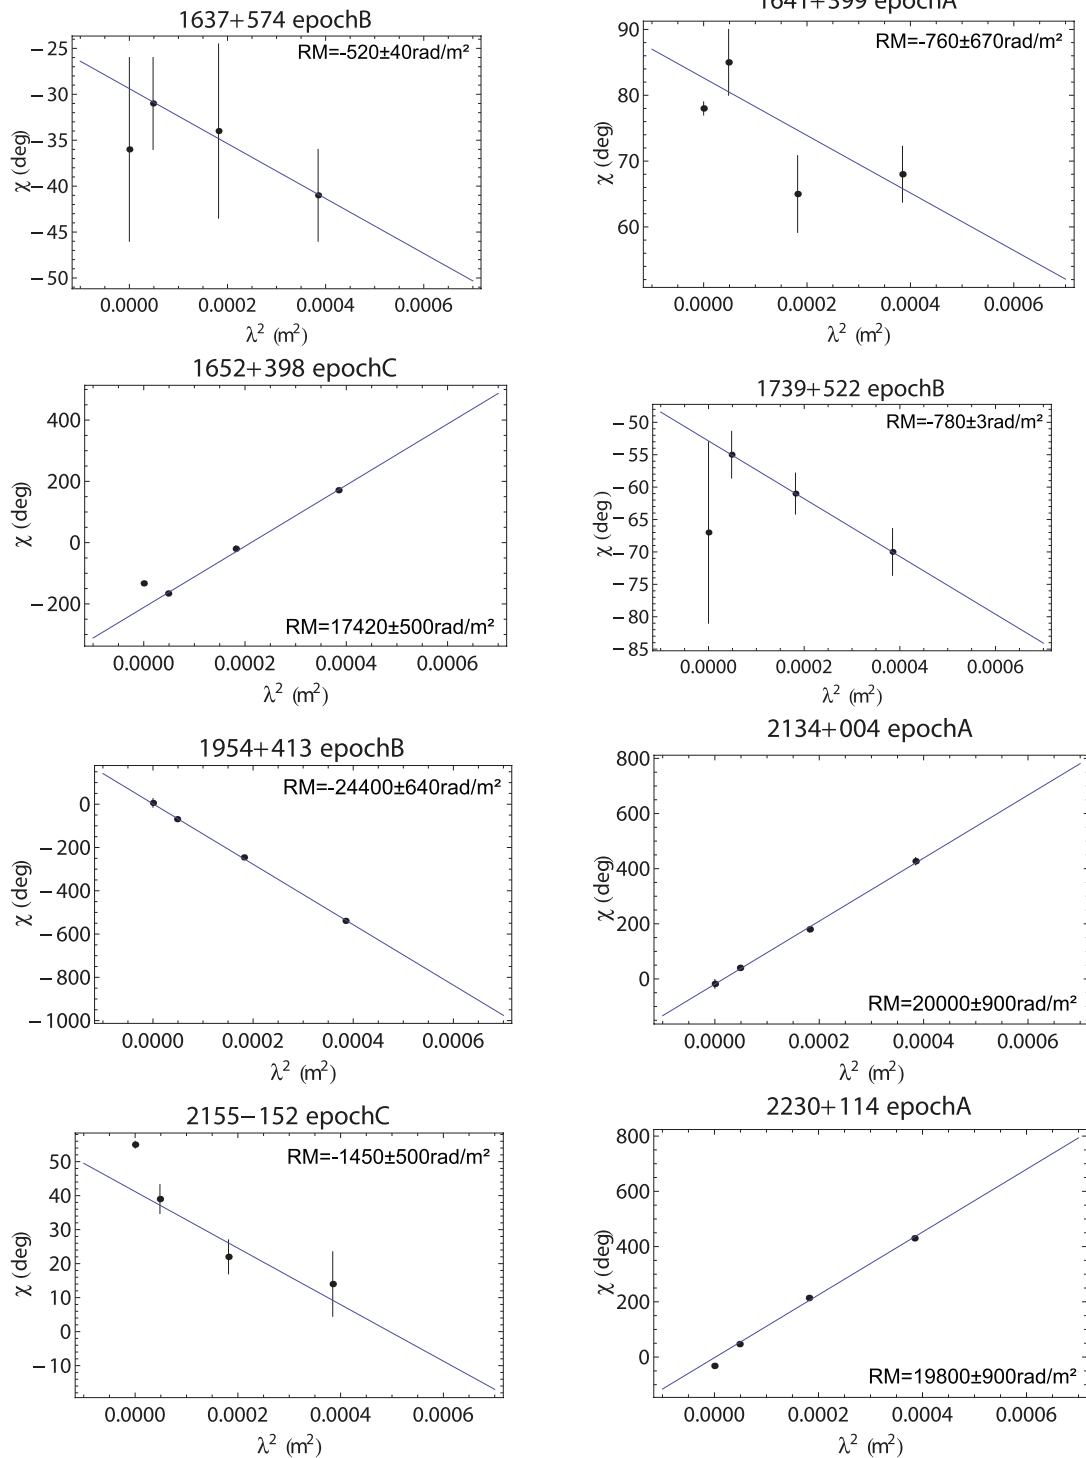 1637+574 epochB
RM=-520±40rad/m²
−25
−30
−35
−40
−45
−50
χ (deg)
0.0000 0.0002 0.0004 0.0006
λ² (m²)
1641+399 epochA
RM=-760±670rad/m²
90
80
70
60
χ (deg)
0.0000 0.0002 0.0004 0.0006
λ² (m²)
1652+398 epochC
400
200
0
−200
χ (deg)
RM=17420±500rad/m²
0.0000 0.0002 0.0004 0.0006
λ² (m²)
1739+522 epochB
RM=-780±3rad/m²
−50
−55
−60
−65
−70
−75
−80
−85
χ (deg)
0.0000 0.0002 0.0004 0.0006
λ² (m²)
1954+413 epochB
RM=-24400±640rad/m²
0
−200
−400
−600
−800
−1000
χ (deg)
0.0000 0.0002 0.0004 0.0006
λ² (m²)
2134+004 epochA
800
600
400
200
0
χ (deg)
RM=20000±900rad/m²
0.0000 0.0002 0.0004 0.0006
λ² (m²)
2155−152 epochC
RM=-1450±500rad/m²
50
40
30
20
10
0
−10
χ (deg)
0.0000 0.0002 0.0004 0.0006
λ² (m²)
2230+114 epochA
800
600
400
200
0
χ (deg)
RM=19800±900rad/m²
0.0000 0.0002 0.0004 0.0006
λ² (m²)